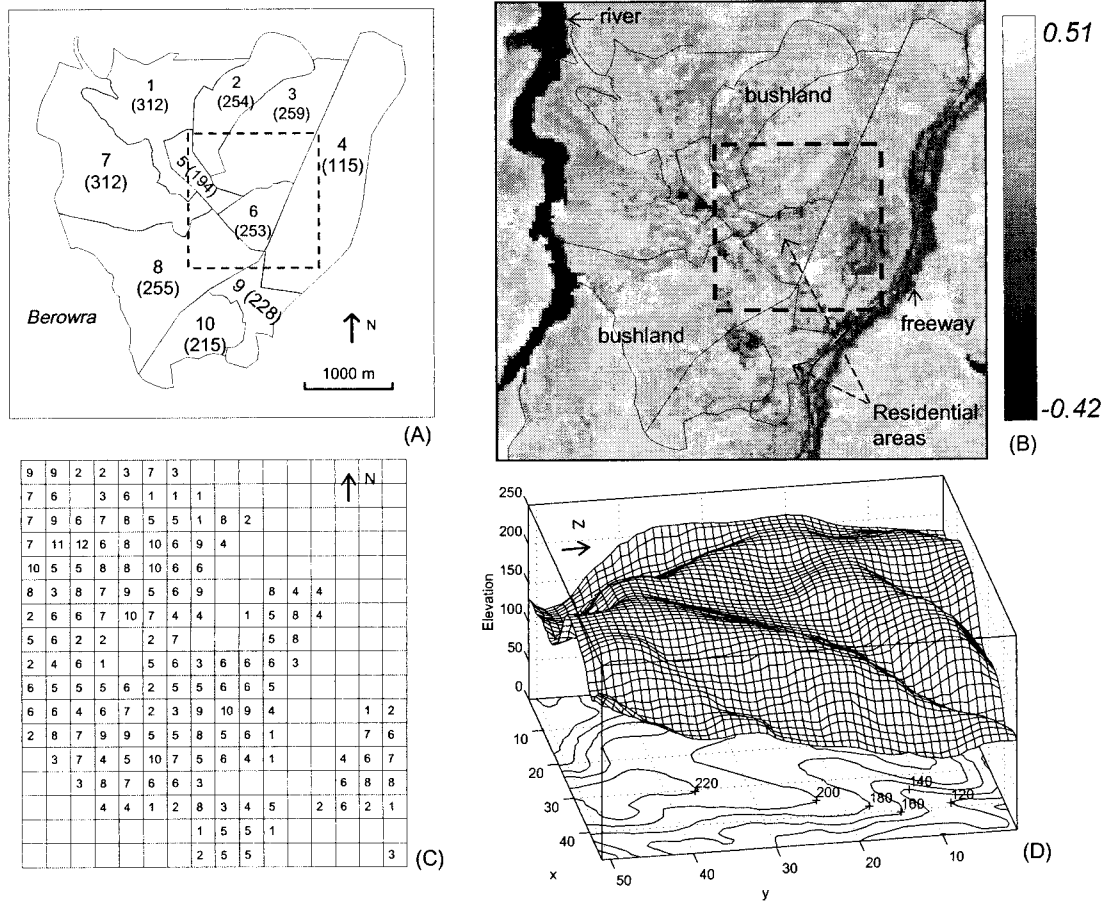 1
(312)
2
(254)
3
(259)
4
(115)
5 (194)
7
(312)
6
(253)
8
(255)
9 (228)
10
(215)
Berowra
N
1000 m
(A)
river
bushland
bushland
freeway
Residential
areas
0.51
-0.42
(B)
9 9 2 2 3 7 3
N
7 6 3 6 1 1 1
7 9 6 7 8 5 5 1 8 2
7 11 12 6 8 10 6 9 4
10 5 5 8 8 10 6 6
8 3 8 7 9 5 6 9 8 4 4
2 6 6 7 10 7 4 4 1 5 8 4
5 6 2 2 2 7 5 8
2 4 6 1 5 6 3 6 6 6 3
6 5 5 5 6 2 5 5 6 6 5
6 6 4 6 7 2 3 9 10 9 4 1 2
2 8 7 9 9 5 5 8 5 6 1 7 6
3 7 4 5 10 7 5 6 4 1 4 6 7
3 8 7 6 6 3 6 8 8
4 4 1 2 8 3 4 5 2 6 2 1
1 5 5 1
2 5 5 3
(C)
250
200
150
100
50
0
Elevation
N
10
20
30
40
x
50
40
30
20
10
y
220
200
180
160
140
120
(D)